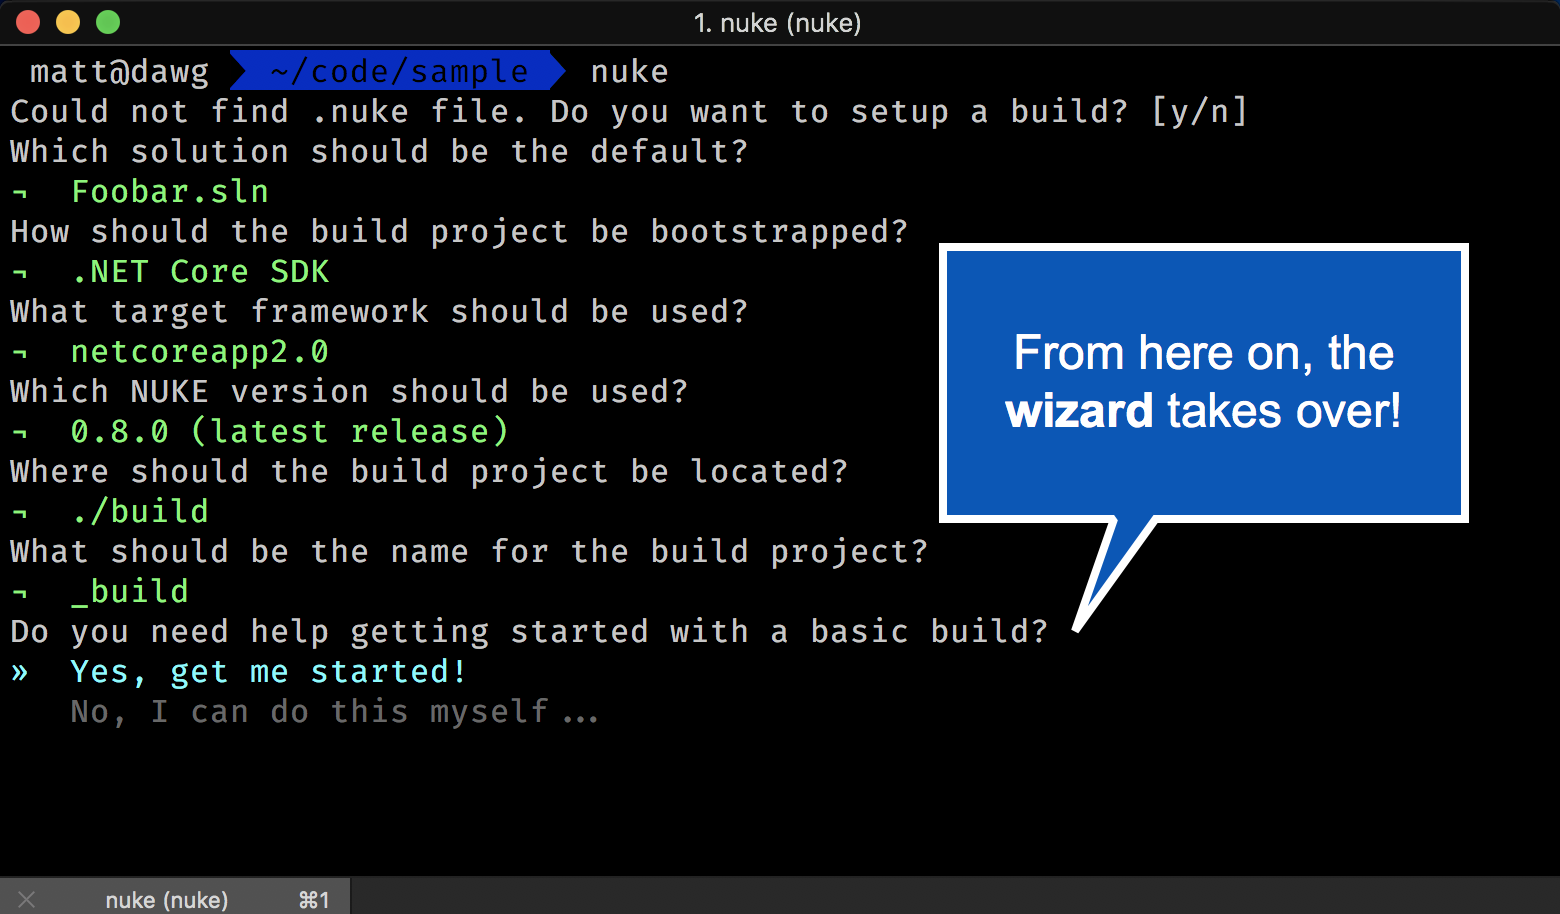 1. nuke (nuke)
matt@dawg ~/code/sample nuke
Could not find .nuke file. Do you want to setup a build? [y/n]
Which solution should be the default?
¬ Foobar.sln
How should the build project be bootstrapped?
¬ .NET Core SDK
What target framework should be used?
¬ netcoreapp2.0
Which NUKE version should be used?
¬ 0.8.0 (latest release)
Where should the build project be located?
¬ ./build
What should be the name for the build project?
¬ _build
Do you need help getting started with a basic build?
» Yes, get me started!
No, I can do this myself ...
From here on, the
wizard takes over!
nuke (nuke) ⌘1